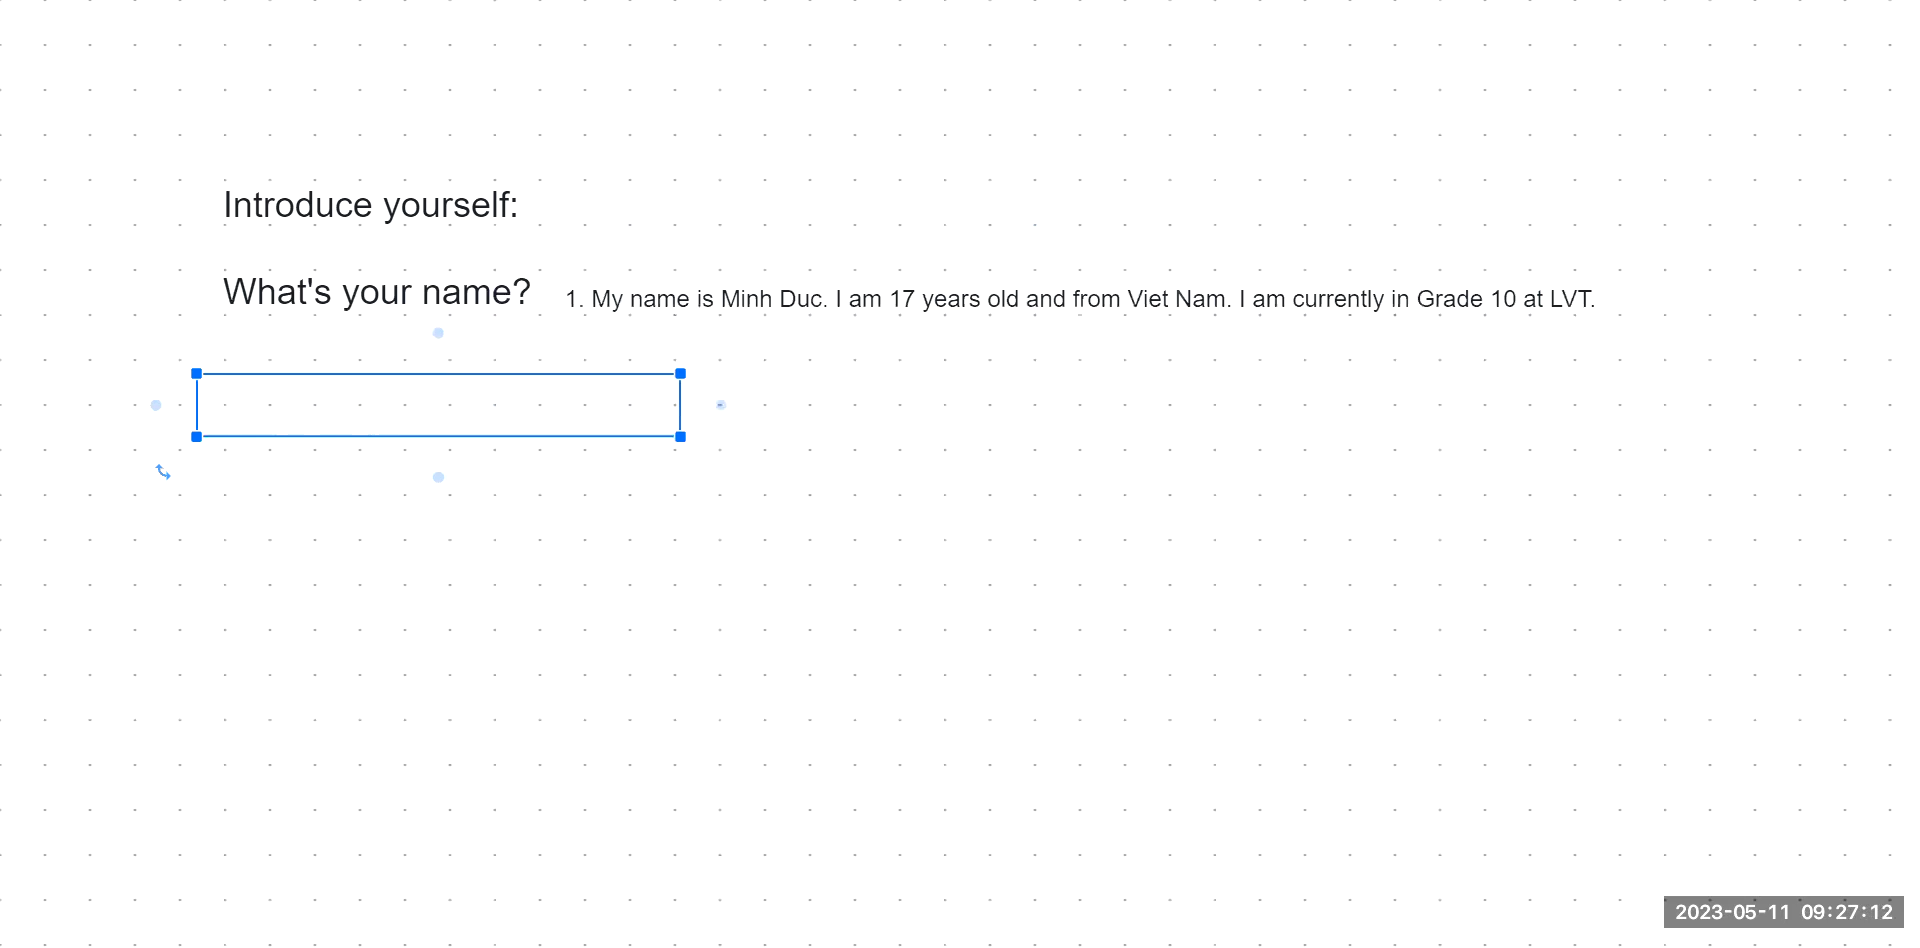 Introduce yourself:
What's your name? 1. My name is Minh Duc. I am 17 years old and from Viet Nam. I am currently in Grade 10 at LVT.
2023-05-11 09:27:12